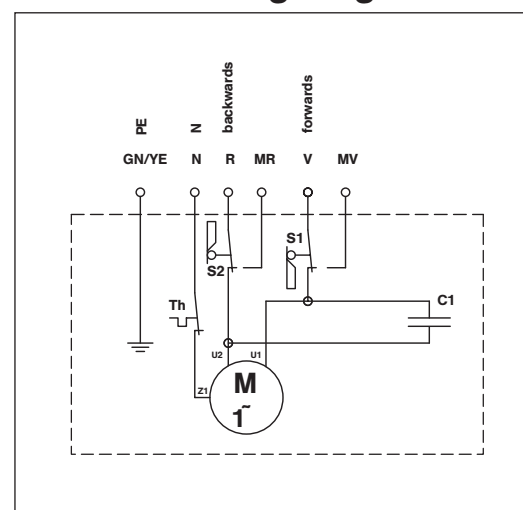 PE
N
backwards
forwards
GN/YE N R MR V MV
S1
S2
C1
Th
U2 U1
Z1
M
1~